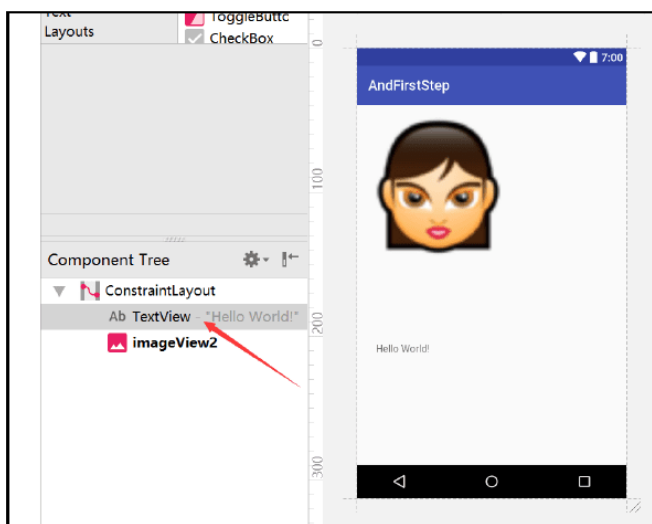 Text
Layouts
ToggleButtc
CheckBox
0
7:00
AndFirstStep
100
Component Tree
ConstraintLayout
Ab TextView - "Hello World!"
200
imageView2
Hello World!
300